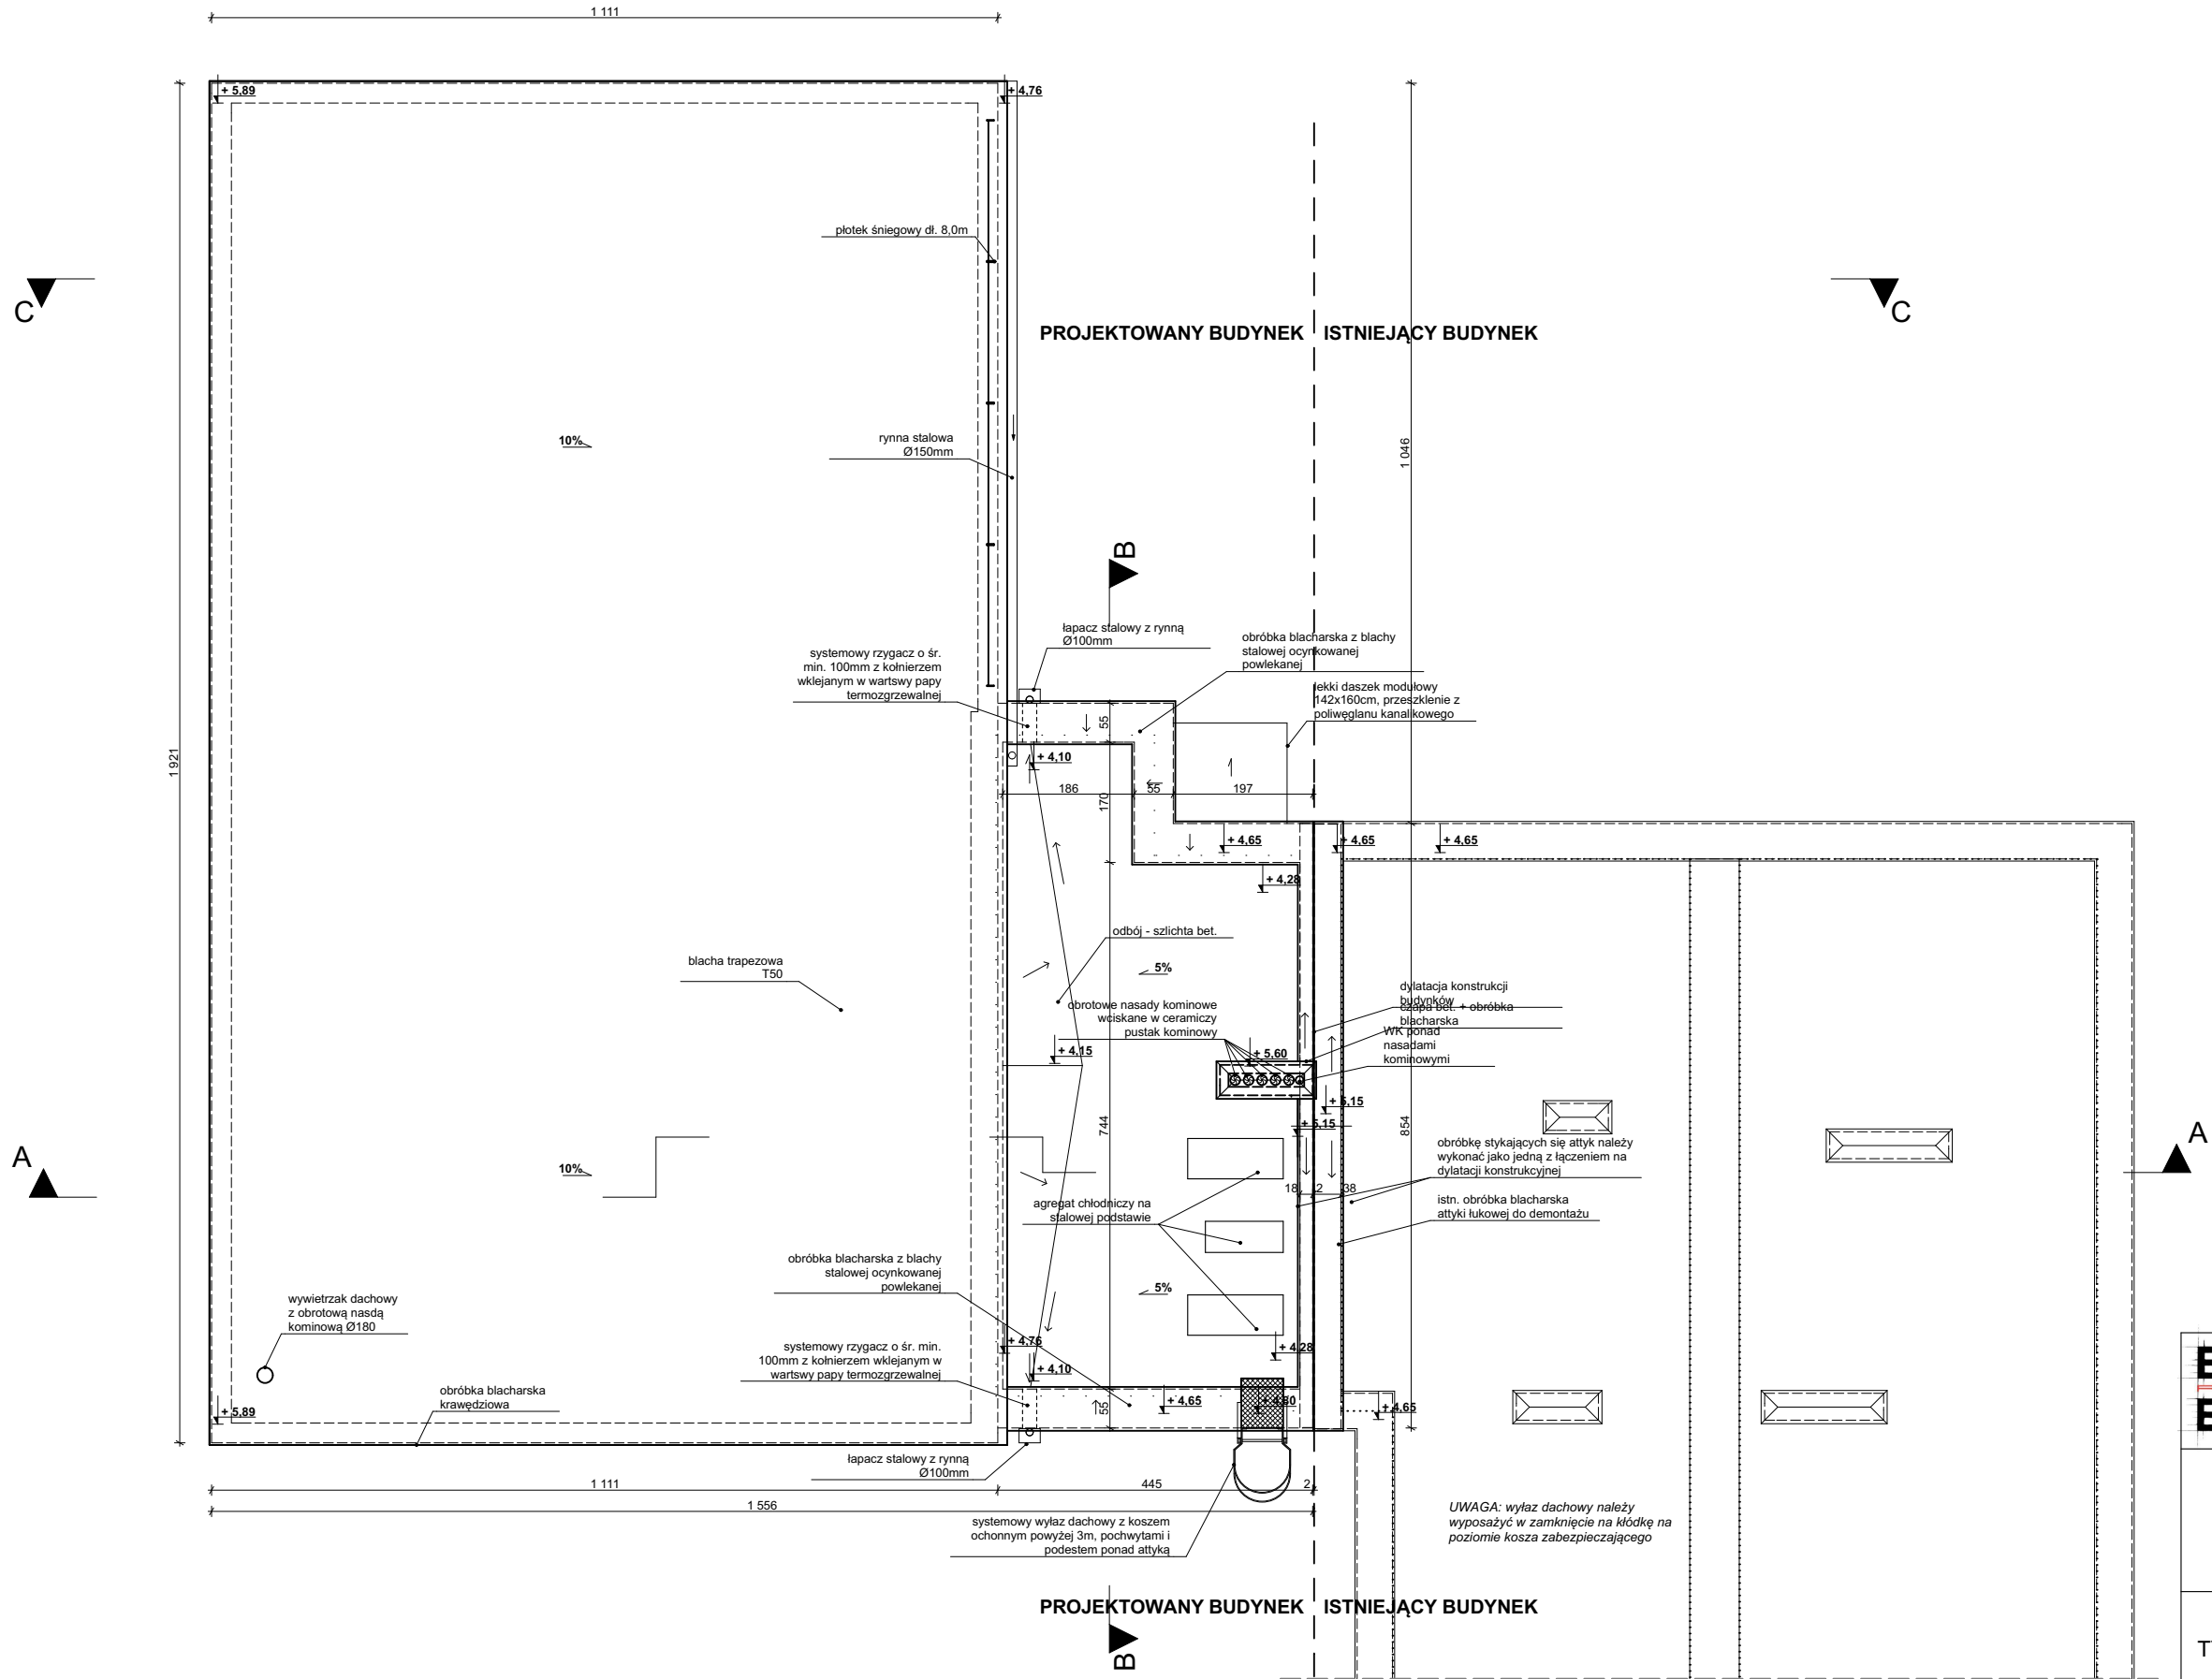 1 111
+ 5,89
+ 4,76
płotek śniegowy dł. 8,0m
C
C
PROJEKTOWANY BUDYNEK
ISTNIEJĄCY BUDYNEK
10%
rynna stalowa
Ø150mm
1 046
B
łapacz stalowy z rynną
Ø100mm
obróbka blacharska z blachy
stalowej ocynkowanej
powlekanej
systemowy rzygacz o śr.
min. 100mm z kołnierzem
wklejanym w wartswy papy
termozgrzewalnej
lekki daszek modułowy
142x160cm, przeszklenie z
poliwęglanu kanalikowego
55
1 921
+ 4,10
186
55
197
170
+ 4,65
+ 4,65
+ 4,65
+ 4,28
odbój - szlichta bet.
blacha trapezowa
T50
5%
dylatacja konstrukcji
budynków
czapa bet. + obróbka
blacharska
WK ponad
nasadami
kominowymi
obrotowe nasady kominowe
wciskane w ceramiczy
pustak kominowy
+ 4,15
+ 5,60
+ 5,15
+ 5,15
744
854
A
A
10%
obróbkę stykających się attyk należy
wykonać jako jedną z łączeniem na
dylatacji konstrukcyjnej
18
2
38
istn. obróbka blacharska
attyki łukowej do demontażu
agregat chłodniczy na
stalowej podstawie
obróbka blacharska z blachy
stalowej ocynkowanej
powlekanej
5%
wywietrzak dachowy
z obrotową nasdą
kominową Ø180
+ 4,76
+ 4,28
systemowy rzygacz o śr. min.
100mm z kołnierzem wklejanym w
wartswy papy termozgrzewalnej
+ 4,10
obróbka blacharska
krawędziowa
+ 5,89
55
+ 4,65
+ 4,80
+ 4,65
łapacz stalowy z rynną
Ø100mm
1 111
445
2
1 556
systemowy wyłaz dachowy z koszem
ochonnym powyżej 3m, pochwytami i
podestem ponad attyką
UWAGA: wyłaz dachowy należy
wyposażyć w zamknięcie na kłódkę na
poziomie kosza zabezpieczającego
PROJEKTOWANY BUDYNEK
ISTNIEJĄCY BUDYNEK
B